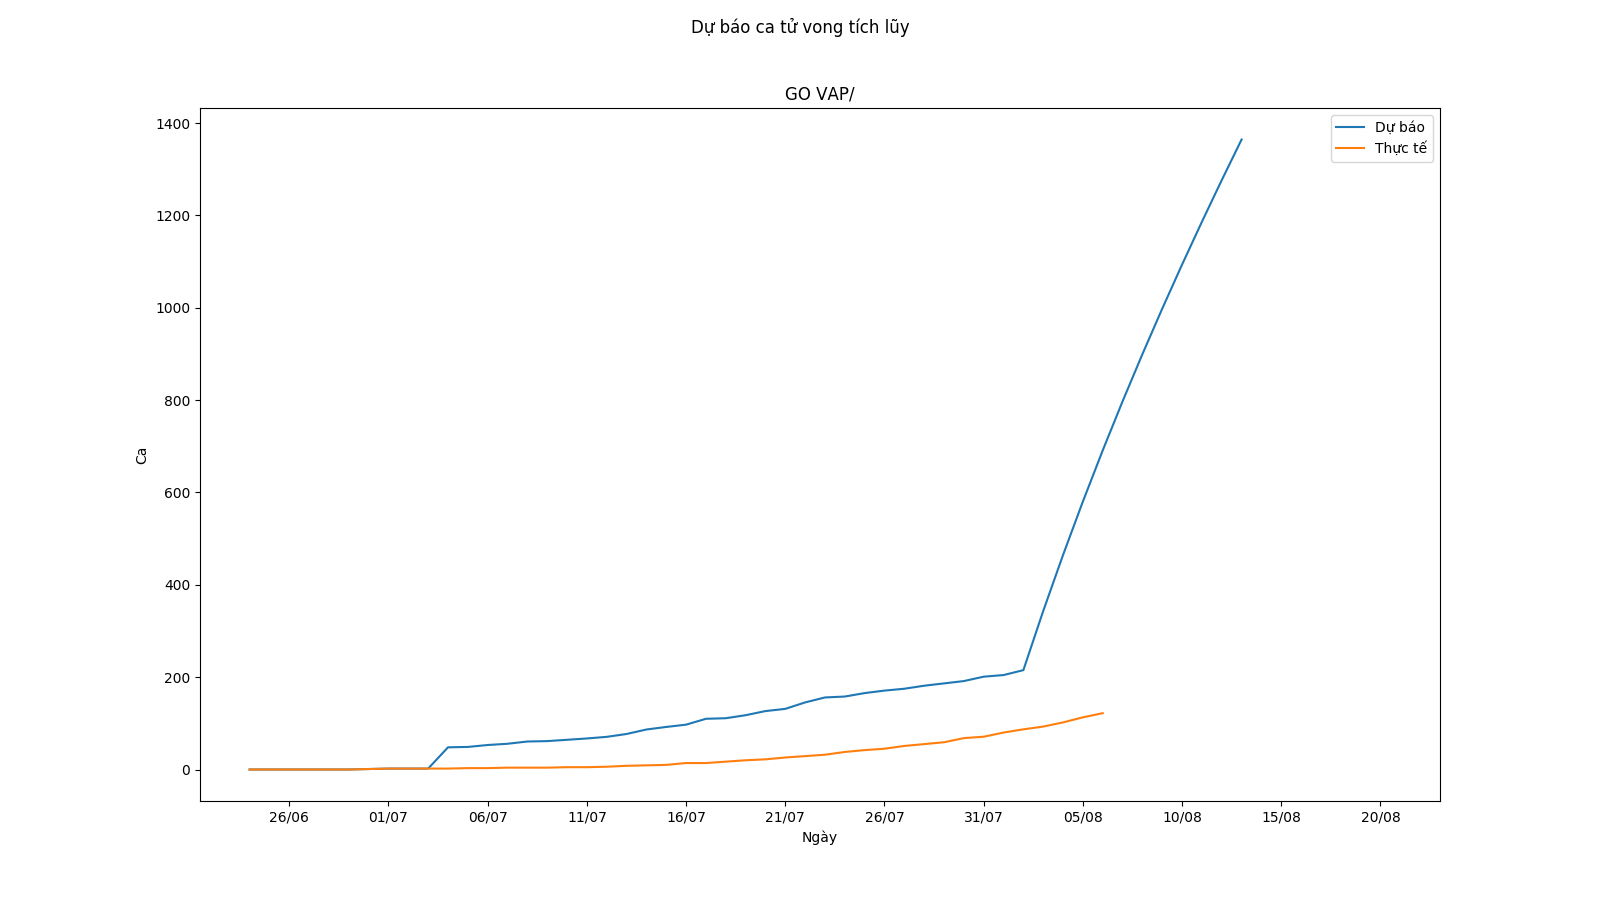 Dự báo ca tử vong tích lũy
GO VAP/
Dự báo
Thực tế
1400
1200
1000
800
600
400
200
0
Ca
26/06 01/07 06/07 11/07 16/07 21/07 26/07 31/07 05/08 10/08 15/08 20/08
Ngày